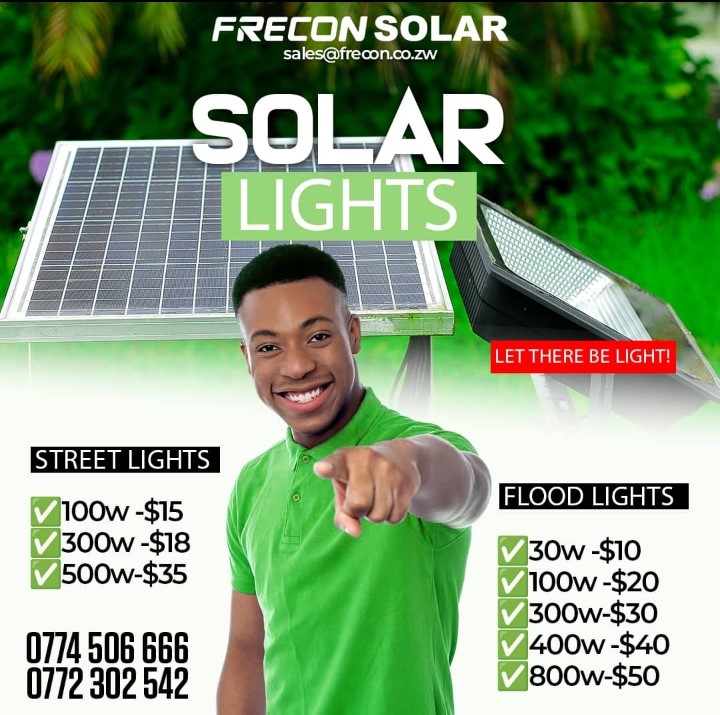 FRECON SOLAR
sales@frecon.co.zw
SOLAR
LIGHTS
LET THERE BE LIGHT!
STREET LIGHTS
✅100w -$15
✅300w -$18
✅500w-$35
0774 506 666
0772 302 542
FLOOD LIGHTS
✅30w -$10
✅100w -$20
✅300w-$30
✅400w -$40
✅800w-$50